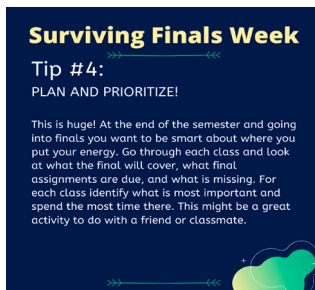 Surviving Finals Week
Tip #4:
PLAN AND PRIORITIZE!
This is huge! At the end of the semester and going
into finals you want to be smart about where you
put your energy. Go through each class and look
at what the final will cover, what final
assignments are due, and what is missing. For
each class identify what is most important and
spend the most time there. This might be a great
activity to do with a friend or classmate.